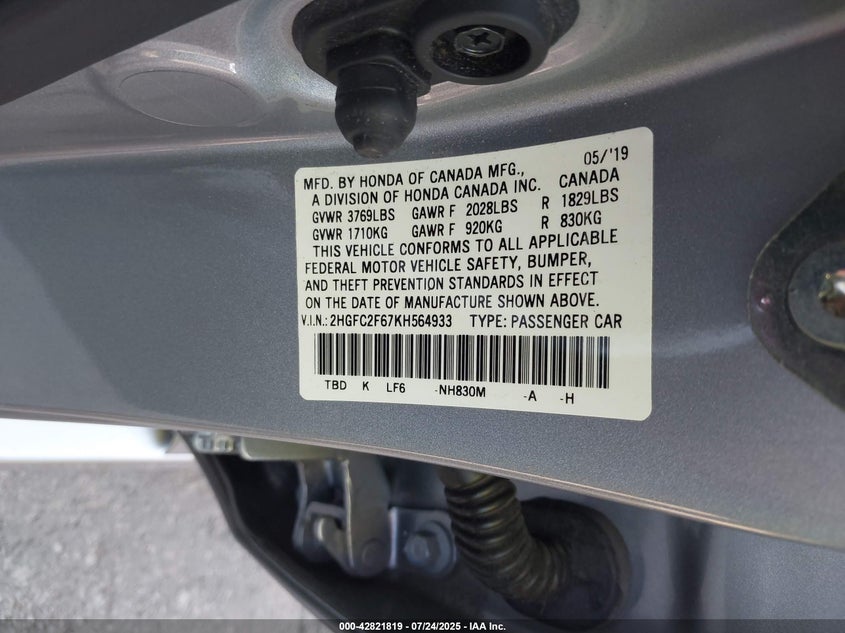 05/'19
MFD. BY HONDA OF CANADA MFG.,
A DIVISION OF HONDA CANADA INC. CANADA
GVWR 3769LBS GAWR F 2028LBS R 1829LBS
GVWR 1710KG GAWR F 920KG R 830KG
THIS VEHICLE CONFORMS TO ALL APPLICABLE
FEDERAL MOTOR VEHICLE SAFETY, BUMPER,
AND THEFT PREVENTION STANDARDS IN EFFECT
ON THE DATE OF MANUFACTURE SHOWN ABOVE.
V.I.N.: 2HGFC2F67KH564933 TYPE: PASSENGER CAR
TBD K LF6 -NH830M -A -H
000-42821819 - 07/24/2025 - IAA Inc.